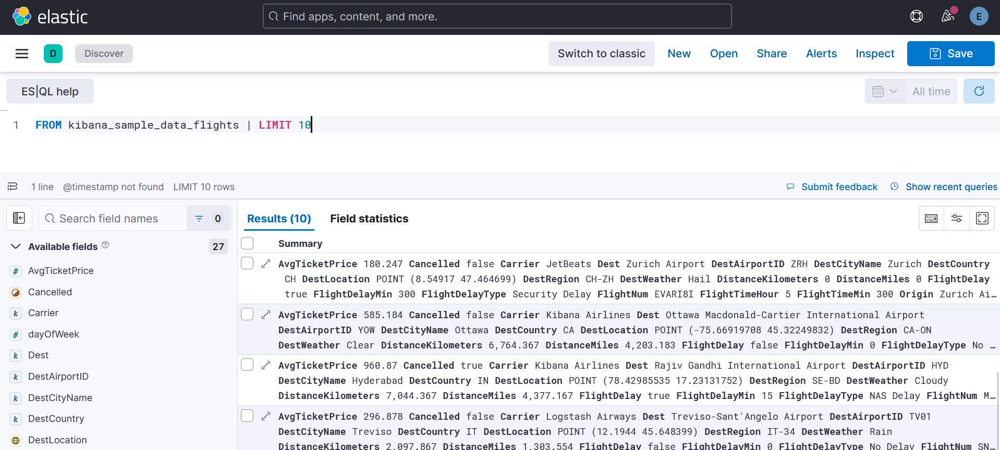 elastic
Find apps, content, and more.
E
D
Discover
Switch to classic
New
Open
Share
Alerts
Inspect
Save
ES|QL help
All time
1 FROM kibana_sample_data_flights | LIMIT 10
1 line @timestamp not found LIMIT 10 rows
Submit feedback
Show recent queries
Search field names
0
Results (10)
Field statistics
Available fields
27
# AvgTicketPrice
Cancelled
k Carrier
# dayOfWeek
k Dest
k DestAirportID
k DestCityName
k DestCountry
DestLocation
Summary
AvgTicketPrice 180.247 Cancelled false Carrier JetBeats Dest Zurich Airport DestAirportID ZRH DestCityName Zurich DestCountry
CH DestLocation POINT (8.54917 47.464699) DestRegion CH-ZH DestWeather Hail DistanceKilometers 0 DistanceMiles 0 FlightDelay
true FlightDelayMin 300 FlightDelayType Security Delay FlightNum EVARI8I FlightTimeHour 5 FlightTimeMin 300 Origin Zurich Ai…
AvgTicketPrice 585.184 Cancelled false Carrier Kibana Airlines Dest Ottawa Macdonald-Cartier International Airport
DestAirportID YOW DestCityName Ottawa DestCountry CA DestLocation POINT (-75.66919708 45.32249832) DestRegion CA-ON
DestWeather Clear DistanceKilometers 6,764.367 DistanceMiles 4,203.183 FlightDelay false FlightDelayMin 0 FlightDelayType No …
AvgTicketPrice 960.87 Cancelled true Carrier Kibana Airlines Dest Rajiv Gandhi International Airport DestAirportID HYD
DestCityName Hyderabad DestCountry IN DestLocation POINT (78.42985535 17.23131752) DestRegion SE-BD DestWeather Cloudy
DistanceKilometers 7,044.367 DistanceMiles 4,377.167 FlightDelay true FlightDelayMin 15 FlightDelayType NAS Delay FlightNum M…
AvgTicketPrice 296.878 Cancelled false Carrier Logstash Airways Dest Treviso-Sant'Angelo Airport DestAirportID TV01
DestCityName Treviso DestCountry IT DestLocation POINT (12.1944 45.648399) DestRegion IT-34 DestWeather Rain
DistanceKilometers 2,097.867 DistanceMiles 1,303.554 FlightDelay false FlightDelayMin 0 FlightDelayType No Delay FlightNum SN…